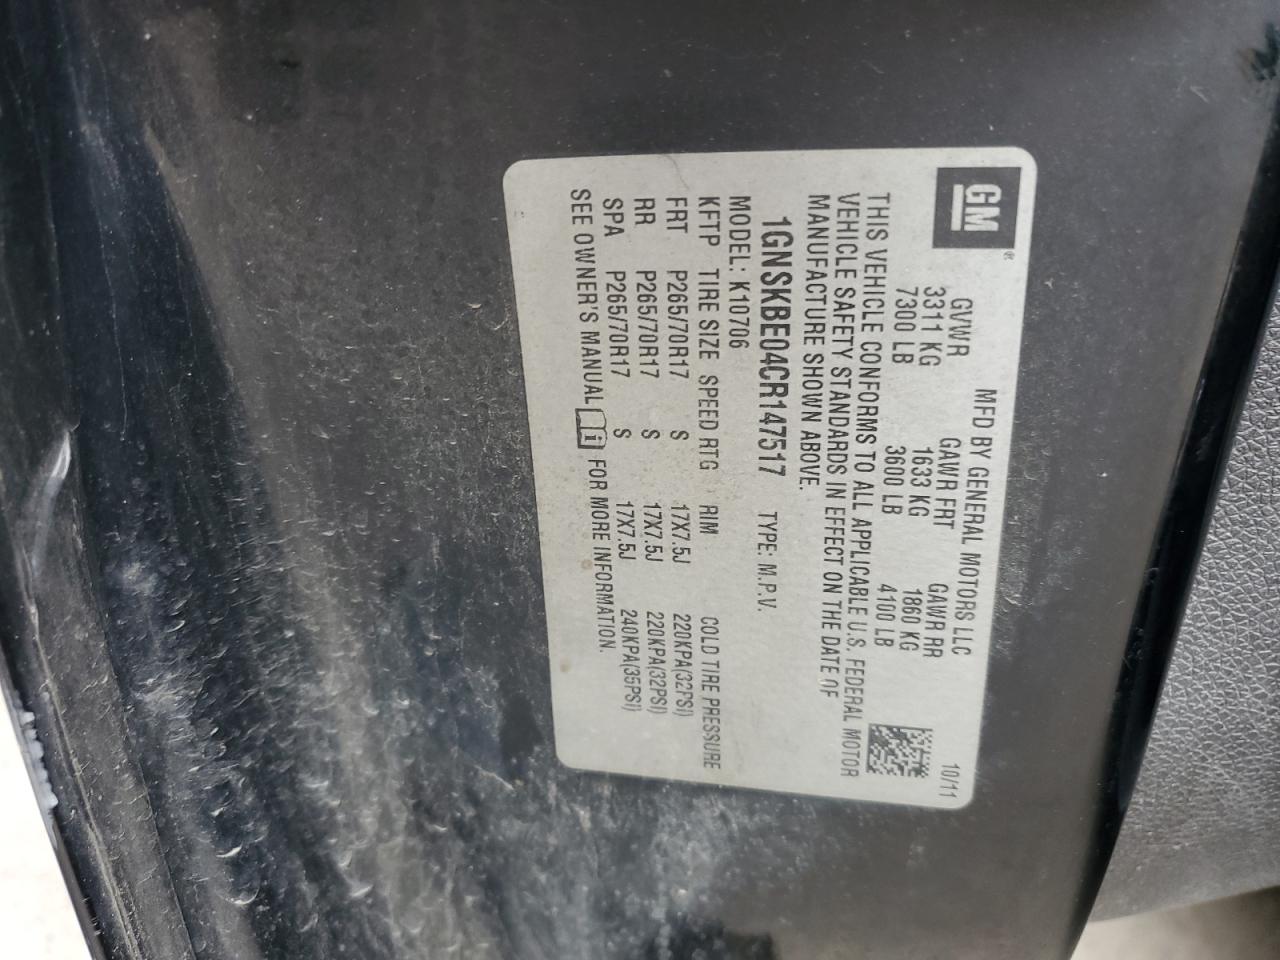 GM®
MFD BY GENERAL MOTORS LLC 10/11
GVWR GAWR FRT GAWR RR
3311 KG 1633 KG 1860 KG
7300 LB 3600 LB 4100 LB
THIS VEHICLE CONFORMS TO ALL APPLICABLE U.S. FEDERAL MOTOR
VEHICLE SAFETY STANDARDS IN EFFECT ON THE DATE OF
MANUFACTURE SHOWN ABOVE.
1GNSKBE04CR147517 TYPE: M.P.V.
MODEL: K10706
KFTP TIRE SIZE SPEED RTG RIM COLD TIRE PRESSURE
FRT P265/70R17 S 17X7.5J 220KPA(32PSI)
RR P265/70R17 S 17X7.5J 220KPA(32PSI)
SPA P265/70R17 S 17X7.5J 240KPA(35PSI)
SEE OWNER'S MANUAL i FOR MORE INFORMATION.